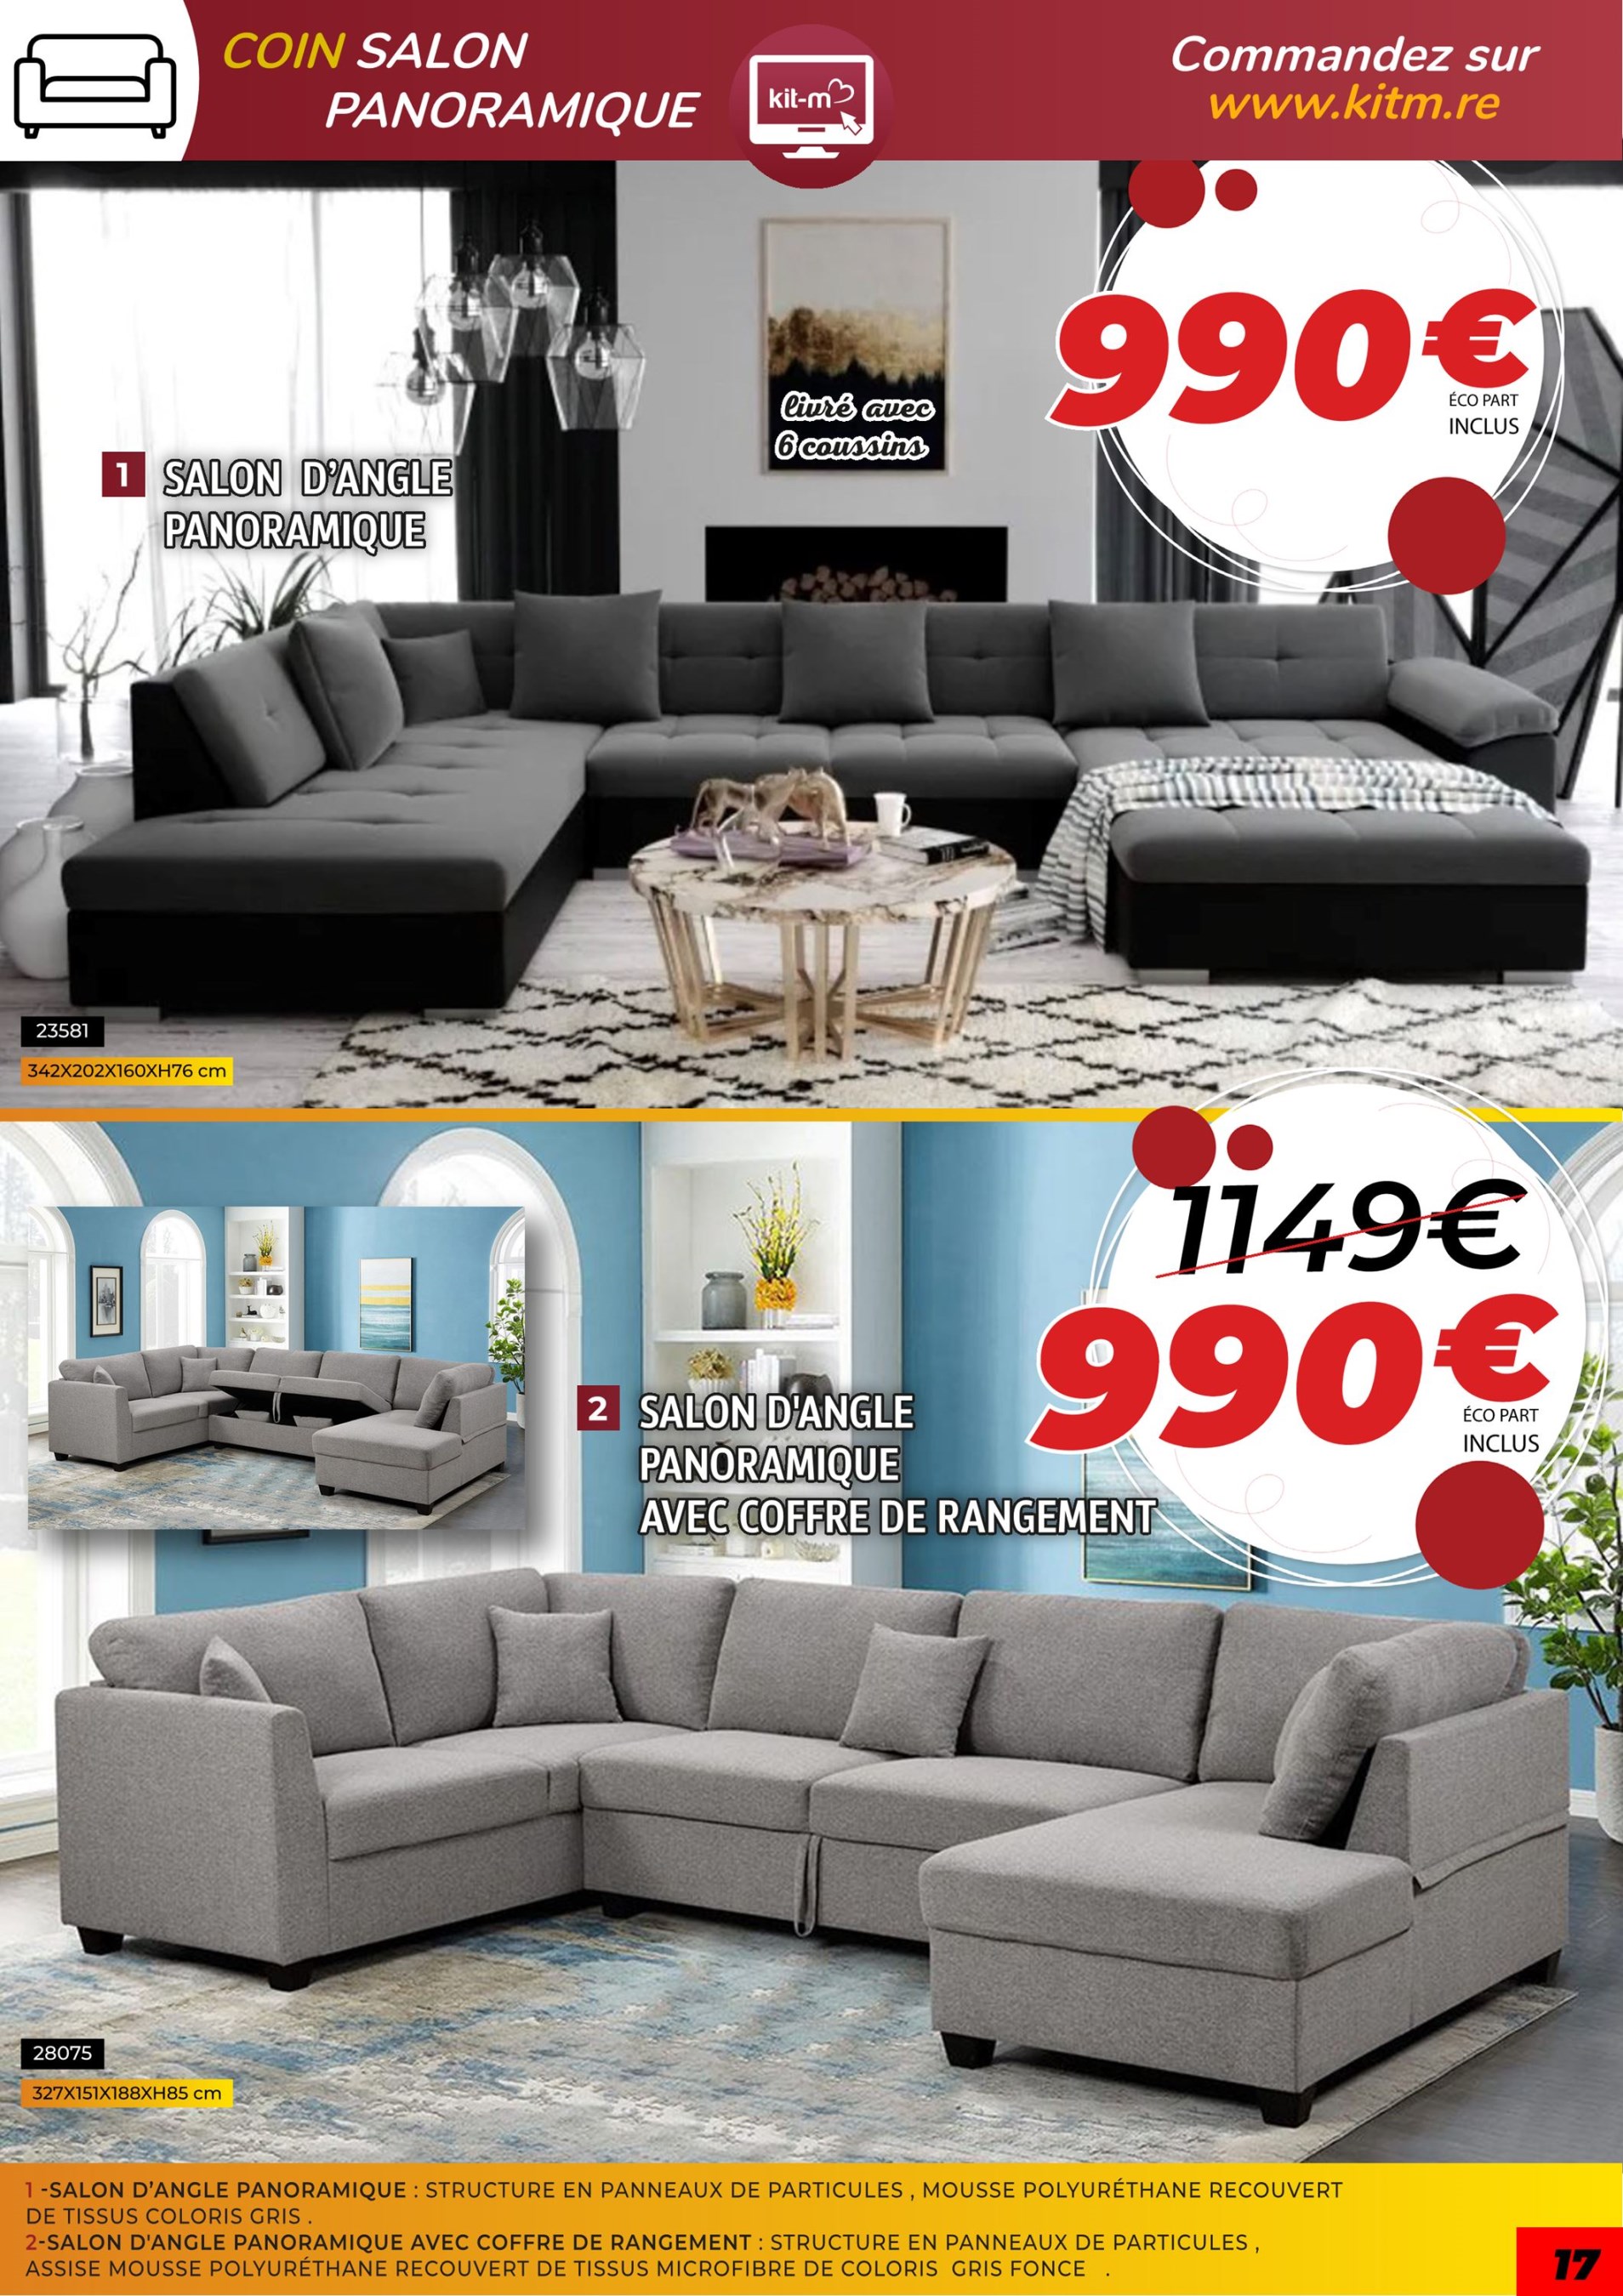 COIN SALON
PANORAMIQUE
kit-m
Commandez sur
www.kitm.re
990€
ÉCO PART
INCLUS
livré avec
6 coussins
1 SALON D'ANGLE
PANORAMIQUE
23581
342X202X160XH76 cm
1149€
990€
ÉCO PART
INCLUS
2 SALON D'ANGLE
PANORAMIQUE
AVEC COFFRE DE RANGEMENT
28075
327X151X188XH85 cm
1 -SALON D'ANGLE PANORAMIQUE : STRUCTURE EN PANNEAUX DE PARTICULES , MOUSSE POLYURÉTHANE RECOUVERT
DE TISSUS COLORIS GRIS .
2-SALON D'ANGLE PANORAMIQUE AVEC COFFRE DE RANGEMENT : STRUCTURE EN PANNEAUX DE PARTICULES ,
ASSISE MOUSSE POLYURÉTHANE RECOUVERT DE TISSUS MICROFIBRE DE COLORIS GRIS FONCE .
17